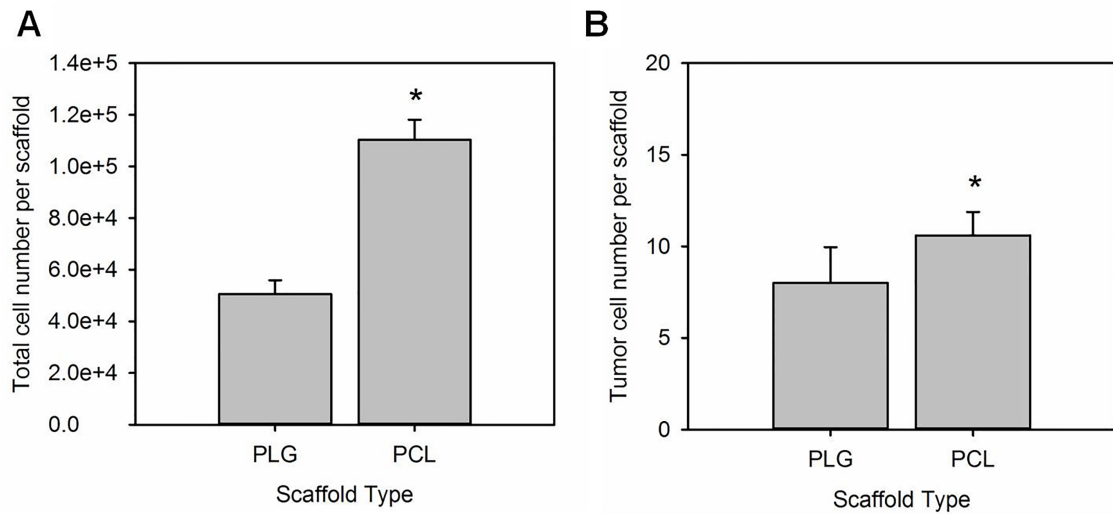 A
Total cell number per scaffold
1.4e+5
1.2e+5
1.0e+5
8.0e+4
6.0e+4
4.0e+4
2.0e+4
0.0
*
PLG
PCL
Scaffold Type
B
Tumor cell number per scaffold
20
15
10
5
0
*
PLG
PCL
Scaffold Type